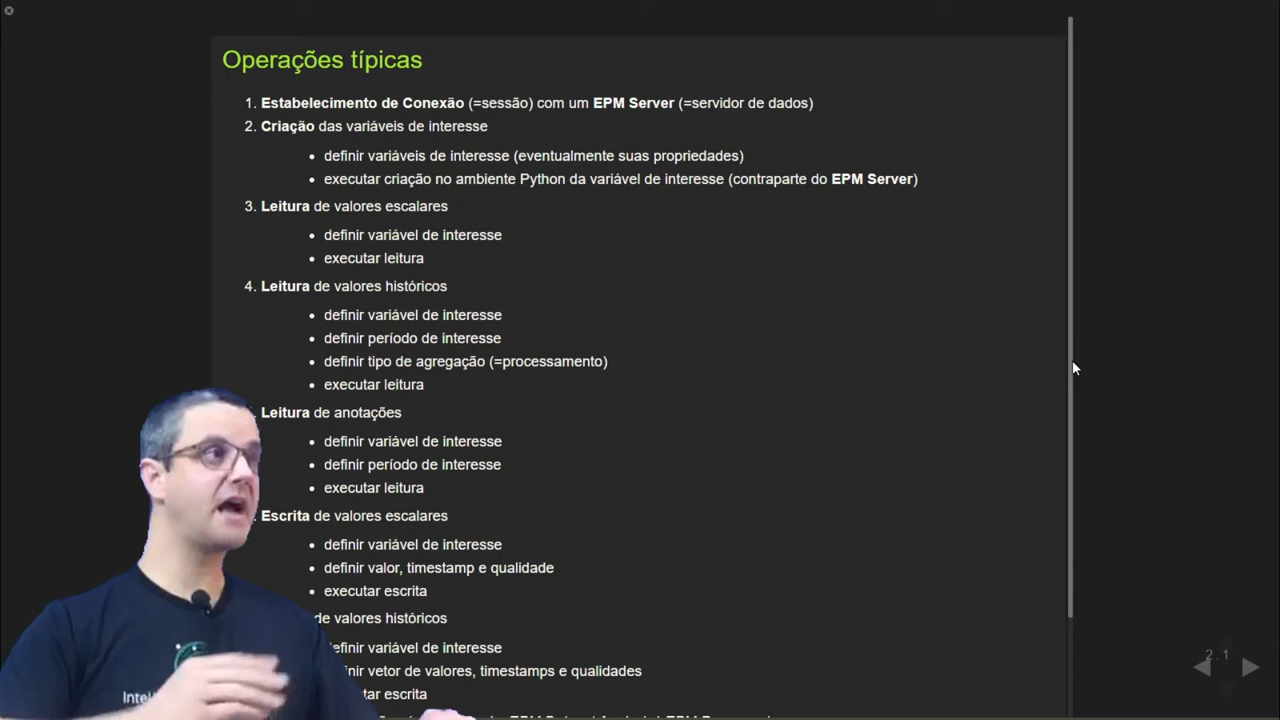 Operações típicas
1. Estabelecimento de Conexão (=sessão) com um EPM Server (=servidor de dados)
2. Criação das variáveis de interesse
• definir variáveis de interesse (eventualmente suas propriedades)
• executar criação no ambiente Python da variável de interesse (contraparte do EPM Server)
3. Leitura de valores escalares
• definir variável de interesse
• executar leitura
4. Leitura de valores históricos
• definir variável de interesse
• definir período de interesse
• definir tipo de agregação (=processamento)
• executar leitura
Leitura de anotações
• definir variável de interesse
• definir período de interesse
• executar leitura
Escrita de valores escalares
• definir variável de interesse
• definir valor, timestamp e qualidade
• executar escrita
de valores históricos
variável de interesse
vetor de valores, timestamps e qualidades
escrita
2.1